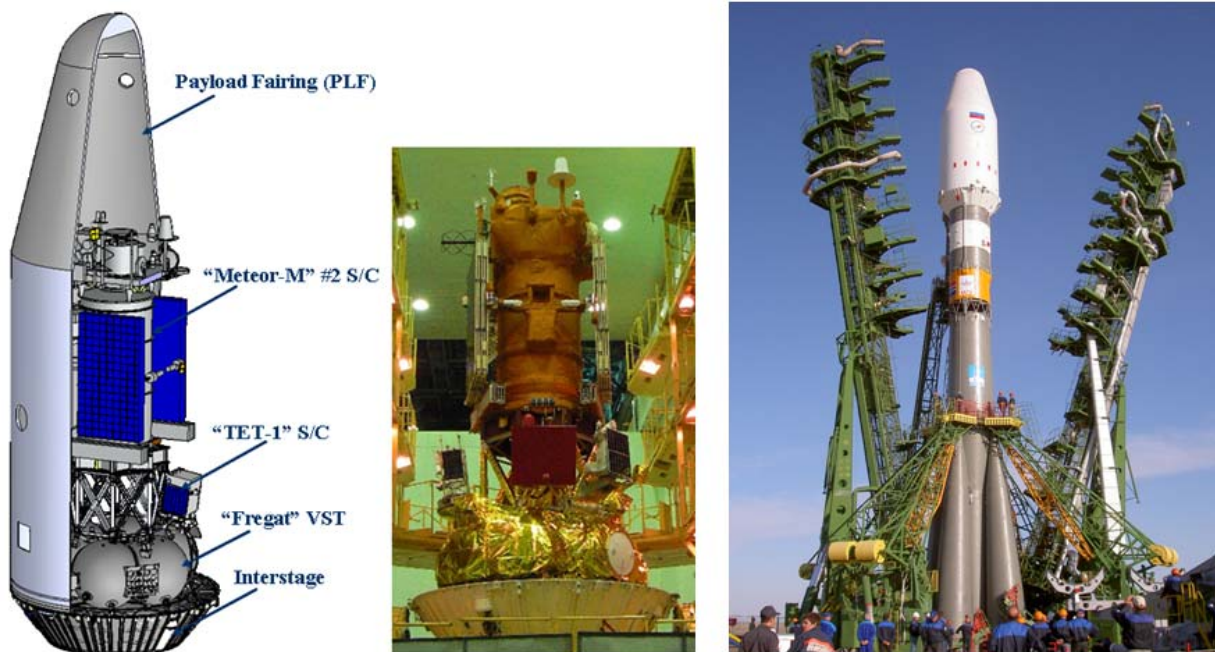 Payload Fairing (PLF)
“Meteor-M” #2 S/C
“TET-1” S/C
“Fregat” VST
Interstage